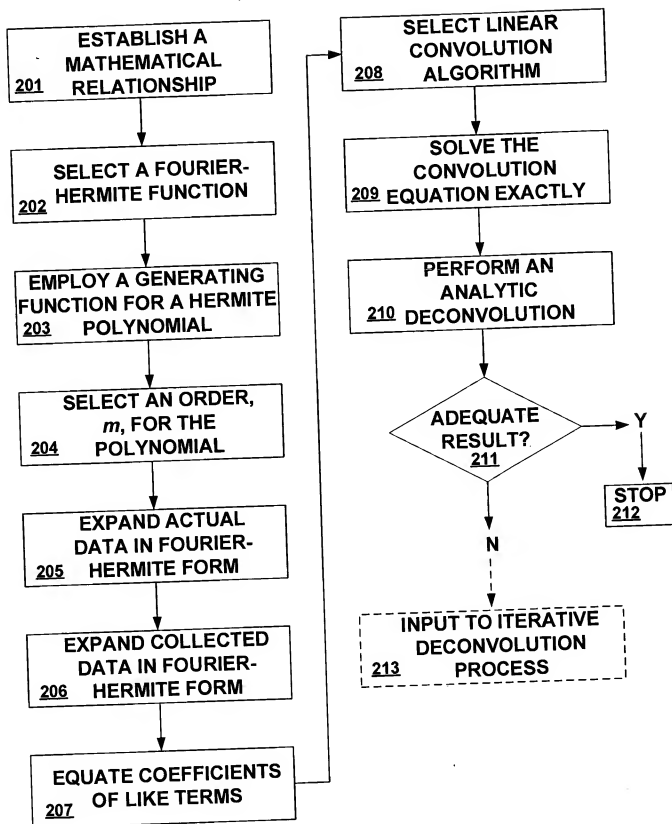 ESTABLISH A
MATHEMATICAL
RELATIONSHIP
201
SELECT A FOURIER-
HERMITE FUNCTION
202
EMPLOY A GENERATING
FUNCTION FOR A HERMITE
POLYNOMIAL
203
SELECT AN ORDER,
m, FOR THE
POLYNOMIAL
204
EXPAND ACTUAL
DATA IN FOURIER-
HERMITE FORM
205
EXPAND COLLECTED
DATA IN FOURIER-
HERMITE FORM
206
EQUATE COEFFICIENTS
OF LIKE TERMS
207
SELECT LINEAR
CONVOLUTION
ALGORITHM
208
SOLVE THE
CONVOLUTION
EQUATION EXACTLY
209
PERFORM AN
ANALYTIC
DECONVOLUTION
210
ADEQUATE
RESULT?
211
Y
STOP
212
N
INPUT TO ITERATIVE
DECONVOLUTION
PROCESS
213